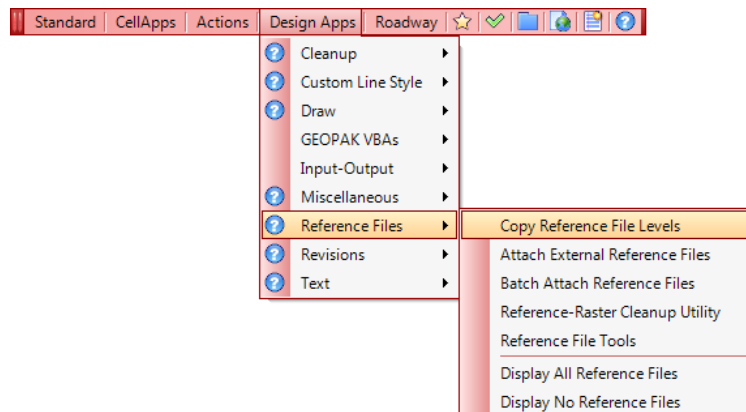 Standard CellApps Actions Design Apps Roadway
Cleanup
Custom Line Style
Draw
GEOPAK VBAs
Input-Output
Miscellaneous
Reference Files
Revisions
Text
Copy Reference File Levels
Attach External Reference Files
Batch Attach Reference Files
Reference-Raster Cleanup Utility
Reference File Tools
Display All Reference Files
Display No Reference Files